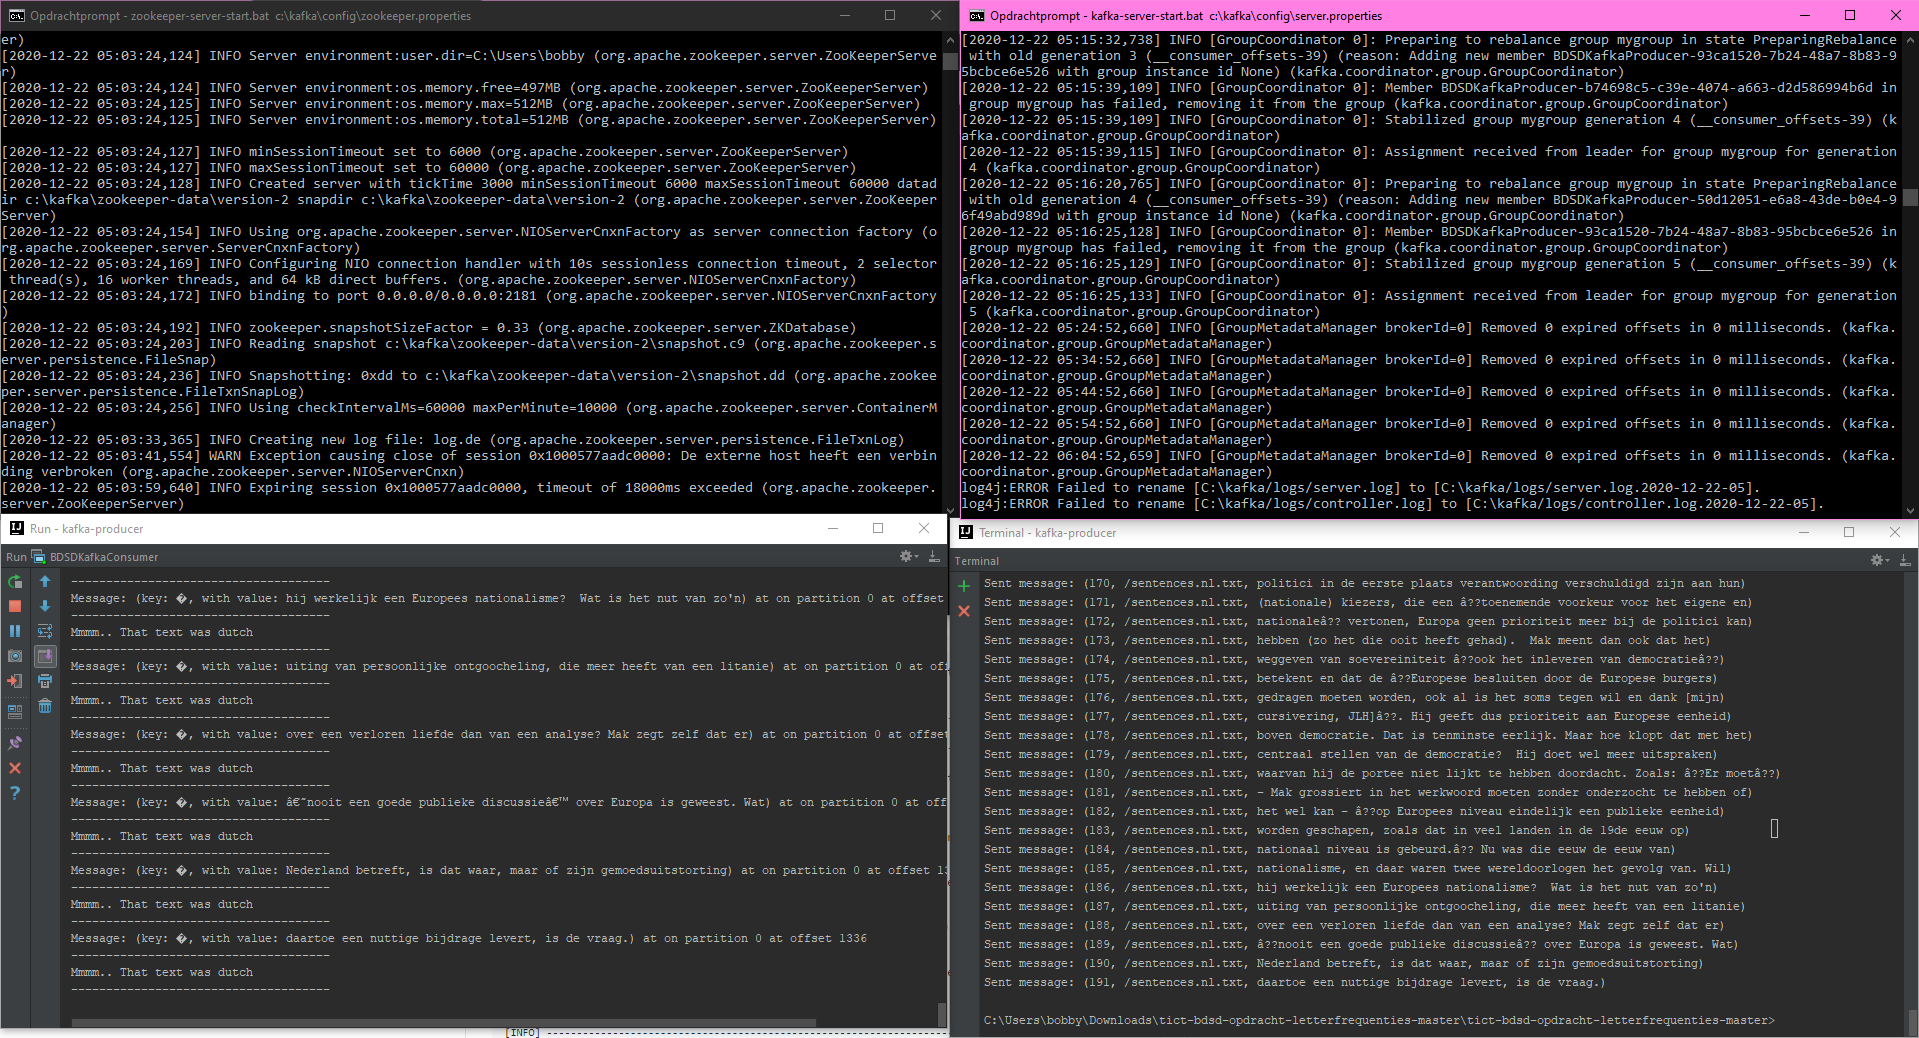 Opdrachtprompt - zookeeper-server-start.bat  c:\kafka\config\zookeeper.properties
er)
[2020-12-22 05:03:24,124] INFO Server environment:user.dir=C:\Users\bobby (org.apache.zookeeper.server.ZooKeeperServe
r)
[2020-12-22 05:03:24,124] INFO Server environment:os.memory.free=497MB (org.apache.zookeeper.server.ZooKeeperServer)
[2020-12-22 05:03:24,125] INFO Server environment:os.memory.max=512MB (org.apache.zookeeper.server.ZooKeeperServer)
[2020-12-22 05:03:24,125] INFO Server environment:os.memory.total=512MB (org.apache.zookeeper.server.ZooKeeperServer)
[2020-12-22 05:03:24,127] INFO minSessionTimeout set to 6000 (org.apache.zookeeper.server.ZooKeeperServer)
[2020-12-22 05:03:24,127] INFO maxSessionTimeout set to 60000 (org.apache.zookeeper.server.ZooKeeperServer)
[2020-12-22 05:03:24,128] INFO Created server with tickTime 3000 minSessionTimeout 6000 maxSessionTimeout 60000 datad
ir c:\kafka\zookeeper-data\version-2 snapdir c:\kafka\zookeeper-data\version-2 (org.apache.zookeeper.server.ZooKeeper
Server)
[2020-12-22 05:03:24,154] INFO Using org.apache.zookeeper.server.NIOServerCnxnFactory as server connection factory (o
rg.apache.zookeeper.server.ServerCnxnFactory)
[2020-12-22 05:03:24,169] INFO Configuring NIO connection handler with 10s sessionless connection timeout, 2 selector
 thread(s), 16 worker threads, and 64 kB direct buffers. (org.apache.zookeeper.server.NIOServerCnxnFactory)
[2020-12-22 05:03:24,172] INFO binding to port 0.0.0.0/0.0.0.0:2181 (org.apache.zookeeper.server.NIOServerCnxnFactory
)
[2020-12-22 05:03:24,192] INFO zookeeper.snapshotSizeFactor = 0.33 (org.apache.zookeeper.server.ZKDatabase)
[2020-12-22 05:03:24,203] INFO Reading snapshot c:\kafka\zookeeper-data\version-2\snapshot.c9 (org.apache.zookeeper.s
erver.persistence.FileSnap)
[2020-12-22 05:03:24,236] INFO Snapshotting: 0xdd to c:\kafka\zookeeper-data\version-2\snapshot.dd (org.apache.zookee
per.server.persistence.FileTxnSnapLog)
[2020-12-22 05:03:24,256] INFO Using checkIntervalMs=60000 maxPerMinute=10000 (org.apache.zookeeper.server.ContainerM
anager)
[2020-12-22 05:03:33,365] INFO Creating new log file: log.de (org.apache.zookeeper.server.persistence.FileTxnLog)
[2020-12-22 05:03:41,554] WARN Exception causing close of session 0x1000577aadc0000: De externe host heeft een verbin
ding verbroken (org.apache.zookeeper.server.NIOServerCnxn)
[2020-12-22 05:03:59,640] INFO Expiring session 0x1000577aadc0000, timeout of 18000ms exceeded (org.apache.zookeeper.
server.ZooKeeperServer)
Opdrachtprompt - kafka-server-start.bat  c:\kafka\config\server.properties
[2020-12-22 05:15:32,738] INFO [GroupCoordinator 0]: Preparing to rebalance group mygroup in state PreparingRebalance
 with old generation 3 (__consumer_offsets-39) (reason: Adding new member BDSDKafkaProducer-93ca1520-7b24-48a7-8b83-9
5bcbce6e526 with group instance id None) (kafka.coordinator.group.GroupCoordinator)
[2020-12-22 05:15:39,109] INFO [GroupCoordinator 0]: Member BDSDKafkaProducer-b74698c5-c39e-4074-a663-d2d586994b6d in
 group mygroup has failed, removing it from the group (kafka.coordinator.group.GroupCoordinator)
[2020-12-22 05:15:39,109] INFO [GroupCoordinator 0]: Stabilized group mygroup generation 4 (__consumer_offsets-39) (k
afka.coordinator.group.GroupCoordinator)
[2020-12-22 05:15:39,115] INFO [GroupCoordinator 0]: Assignment received from leader for group mygroup for generation
 4 (kafka.coordinator.group.GroupCoordinator)
[2020-12-22 05:16:20,765] INFO [GroupCoordinator 0]: Preparing to rebalance group mygroup in state PreparingRebalance
 with old generation 4 (__consumer_offsets-39) (reason: Adding new member BDSDKafkaProducer-50d12051-e6a8-43de-b0e4-9
6f49abd989d with group instance id None) (kafka.coordinator.group.GroupCoordinator)
[2020-12-22 05:16:25,128] INFO [GroupCoordinator 0]: Member BDSDKafkaProducer-93ca1520-7b24-48a7-8b83-95bcbce6e526 in
 group mygroup has failed, removing it from the group (kafka.coordinator.group.GroupCoordinator)
[2020-12-22 05:16:25,129] INFO [GroupCoordinator 0]: Stabilized group mygroup generation 5 (__consumer_offsets-39) (k
afka.coordinator.group.GroupCoordinator)
[2020-12-22 05:16:25,133] INFO [GroupCoordinator 0]: Assignment received from leader for group mygroup for generation
 5 (kafka.coordinator.group.GroupCoordinator)
[2020-12-22 05:24:52,660] INFO [GroupMetadataManager brokerId=0] Removed 0 expired offsets in 0 milliseconds. (kafka.
coordinator.group.GroupMetadataManager)
[2020-12-22 05:34:52,660] INFO [GroupMetadataManager brokerId=0] Removed 0 expired offsets in 0 milliseconds. (kafka.
coordinator.group.GroupMetadataManager)
[2020-12-22 05:44:52,660] INFO [GroupMetadataManager brokerId=0] Removed 0 expired offsets in 0 milliseconds. (kafka.
coordinator.group.GroupMetadataManager)
[2020-12-22 05:54:52,660] INFO [GroupMetadataManager brokerId=0] Removed 0 expired offsets in 0 milliseconds. (kafka.
coordinator.group.GroupMetadataManager)
[2020-12-22 06:04:52,659] INFO [GroupMetadataManager brokerId=0] Removed 0 expired offsets in 0 milliseconds. (kafka.
coordinator.group.GroupMetadataManager)
log4j:ERROR Failed to rename [C:\kafka/logs/server.log] to [C:\kafka/logs/server.log.2020-12-22-05].
log4j:ERROR Failed to rename [C:\kafka/logs/controller.log] to [C:\kafka/logs/controller.log.2020-12-22-05].
Run - kafka-producer
Run BDSDKafkaConsumer
-------------------------------------
Message: (key: �, with value: hij werkelijk een Europees nationalisme?  Wat is het nut van zo'n) at on partition 0 at offset
-------------------------------------
Mmmm.. That text was dutch
-------------------------------------
Message: (key: �, with value: uiting van persoonlijke ontgoocheling, die meer heeft van een litanie) at on partition 0 at of
-------------------------------------
Mmmm.. That text was dutch
-------------------------------------
Message: (key: �, with value: over een verloren liefde dan van een analyse? Mak zegt zelf dat er) at on partition 0 at offset
-------------------------------------
Mmmm.. That text was dutch
-------------------------------------
Message: (key: �, with value: â€˜nooit een goede publieke discussieâ€™ over Europa is geweest. Wat) at on partition 0 at off
-------------------------------------
Mmmm.. That text was dutch
-------------------------------------
Message: (key: �, with value: Nederland betreft, is dat waar, maar of zijn gemoedsuitstorting) at on partition 0 at offset 13
-------------------------------------
Mmmm.. That text was dutch
-------------------------------------
Message: (key: �, with value: daartoe een nuttige bijdrage levert, is de vraag.) at on partition 0 at offset 1336
-------------------------------------
Mmmm.. That text was dutch
-------------------------------------
[INFO] ------------------------------------------------
Terminal - kafka-producer
Terminal
Sent message: (170, /sentences.nl.txt, politici in de eerste plaats verantwoording verschuldigd zijn aan hun)
Sent message: (171, /sentences.nl.txt, (nationale) kiezers, die een â??toenemende voorkeur voor het eigene en)
Sent message: (172, /sentences.nl.txt, nationaleâ?? vertonen, Europa geen prioriteit meer bij de politici kan)
Sent message: (173, /sentences.nl.txt, hebben (zo het die ooit heeft gehad).  Mak meent dan ook dat het)
Sent message: (174, /sentences.nl.txt, weggeven van soevereiniteit â??ook het inleveren van democratieâ??)
Sent message: (175, /sentences.nl.txt, betekent en dat de â??Europese besluiten door de Europese burgers)
Sent message: (176, /sentences.nl.txt, gedragen moeten worden, ook al is het soms tegen wil en dank [mijn)
Sent message: (177, /sentences.nl.txt, cursivering, JLH]â??. Hij geeft dus prioriteit aan Europese eenheid)
Sent message: (178, /sentences.nl.txt, boven democratie. Dat is tenminste eerlijk. Maar hoe klopt dat met het)
Sent message: (179, /sentences.nl.txt, centraal stellen van de democratie?  Hij doet wel meer uitspraken)
Sent message: (180, /sentences.nl.txt, waarvan hij de portee niet lijkt te hebben doordacht. Zoals: â??Er moetâ??)
Sent message: (181, /sentences.nl.txt, - Mak grossiert in het werkwoord moeten zonder onderzocht te hebben of)
Sent message: (182, /sentences.nl.txt, het wel kan - â??op Europees niveau eindelijk een publieke eenheid)
Sent message: (183, /sentences.nl.txt, worden geschapen, zoals dat in veel landen in de 19de eeuw op)
Sent message: (184, /sentences.nl.txt, nationaal niveau is gebeurd.â?? Nu was die eeuw de eeuw van)
Sent message: (185, /sentences.nl.txt, nationalisme, en daar waren twee wereldoorlogen het gevolg van. Wil)
Sent message: (186, /sentences.nl.txt, hij werkelijk een Europees nationalisme?  Wat is het nut van zo'n)
Sent message: (187, /sentences.nl.txt, uiting van persoonlijke ontgoocheling, die meer heeft van een litanie)
Sent message: (188, /sentences.nl.txt, over een verloren liefde dan van een analyse? Mak zegt zelf dat er)
Sent message: (189, /sentences.nl.txt, â??nooit een goede publieke discussieâ?? over Europa is geweest. Wat)
Sent message: (190, /sentences.nl.txt, Nederland betreft, is dat waar, maar of zijn gemoedsuitstorting)
Sent message: (191, /sentences.nl.txt, daartoe een nuttige bijdrage levert, is de vraag.)
C:\Users\bobby\Downloads\tict-bdsd-opdracht-letterfrequenties-master\tict-bdsd-opdracht-letterfrequenties-master>